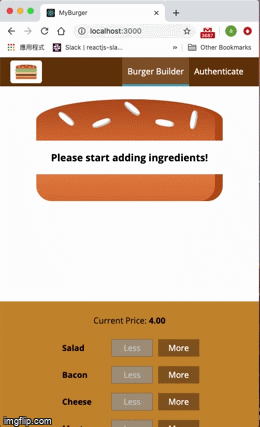 MyBurger
localhost:3000
1687
應用程式
Slack | reactjs-sla...
»
Other Bookmarks
Burger Builder
Authenticate
Please start adding ingredients!
Current Price: 4.00
Salad Less More
Bacon Less More
Cheese Less More
imgflip.com